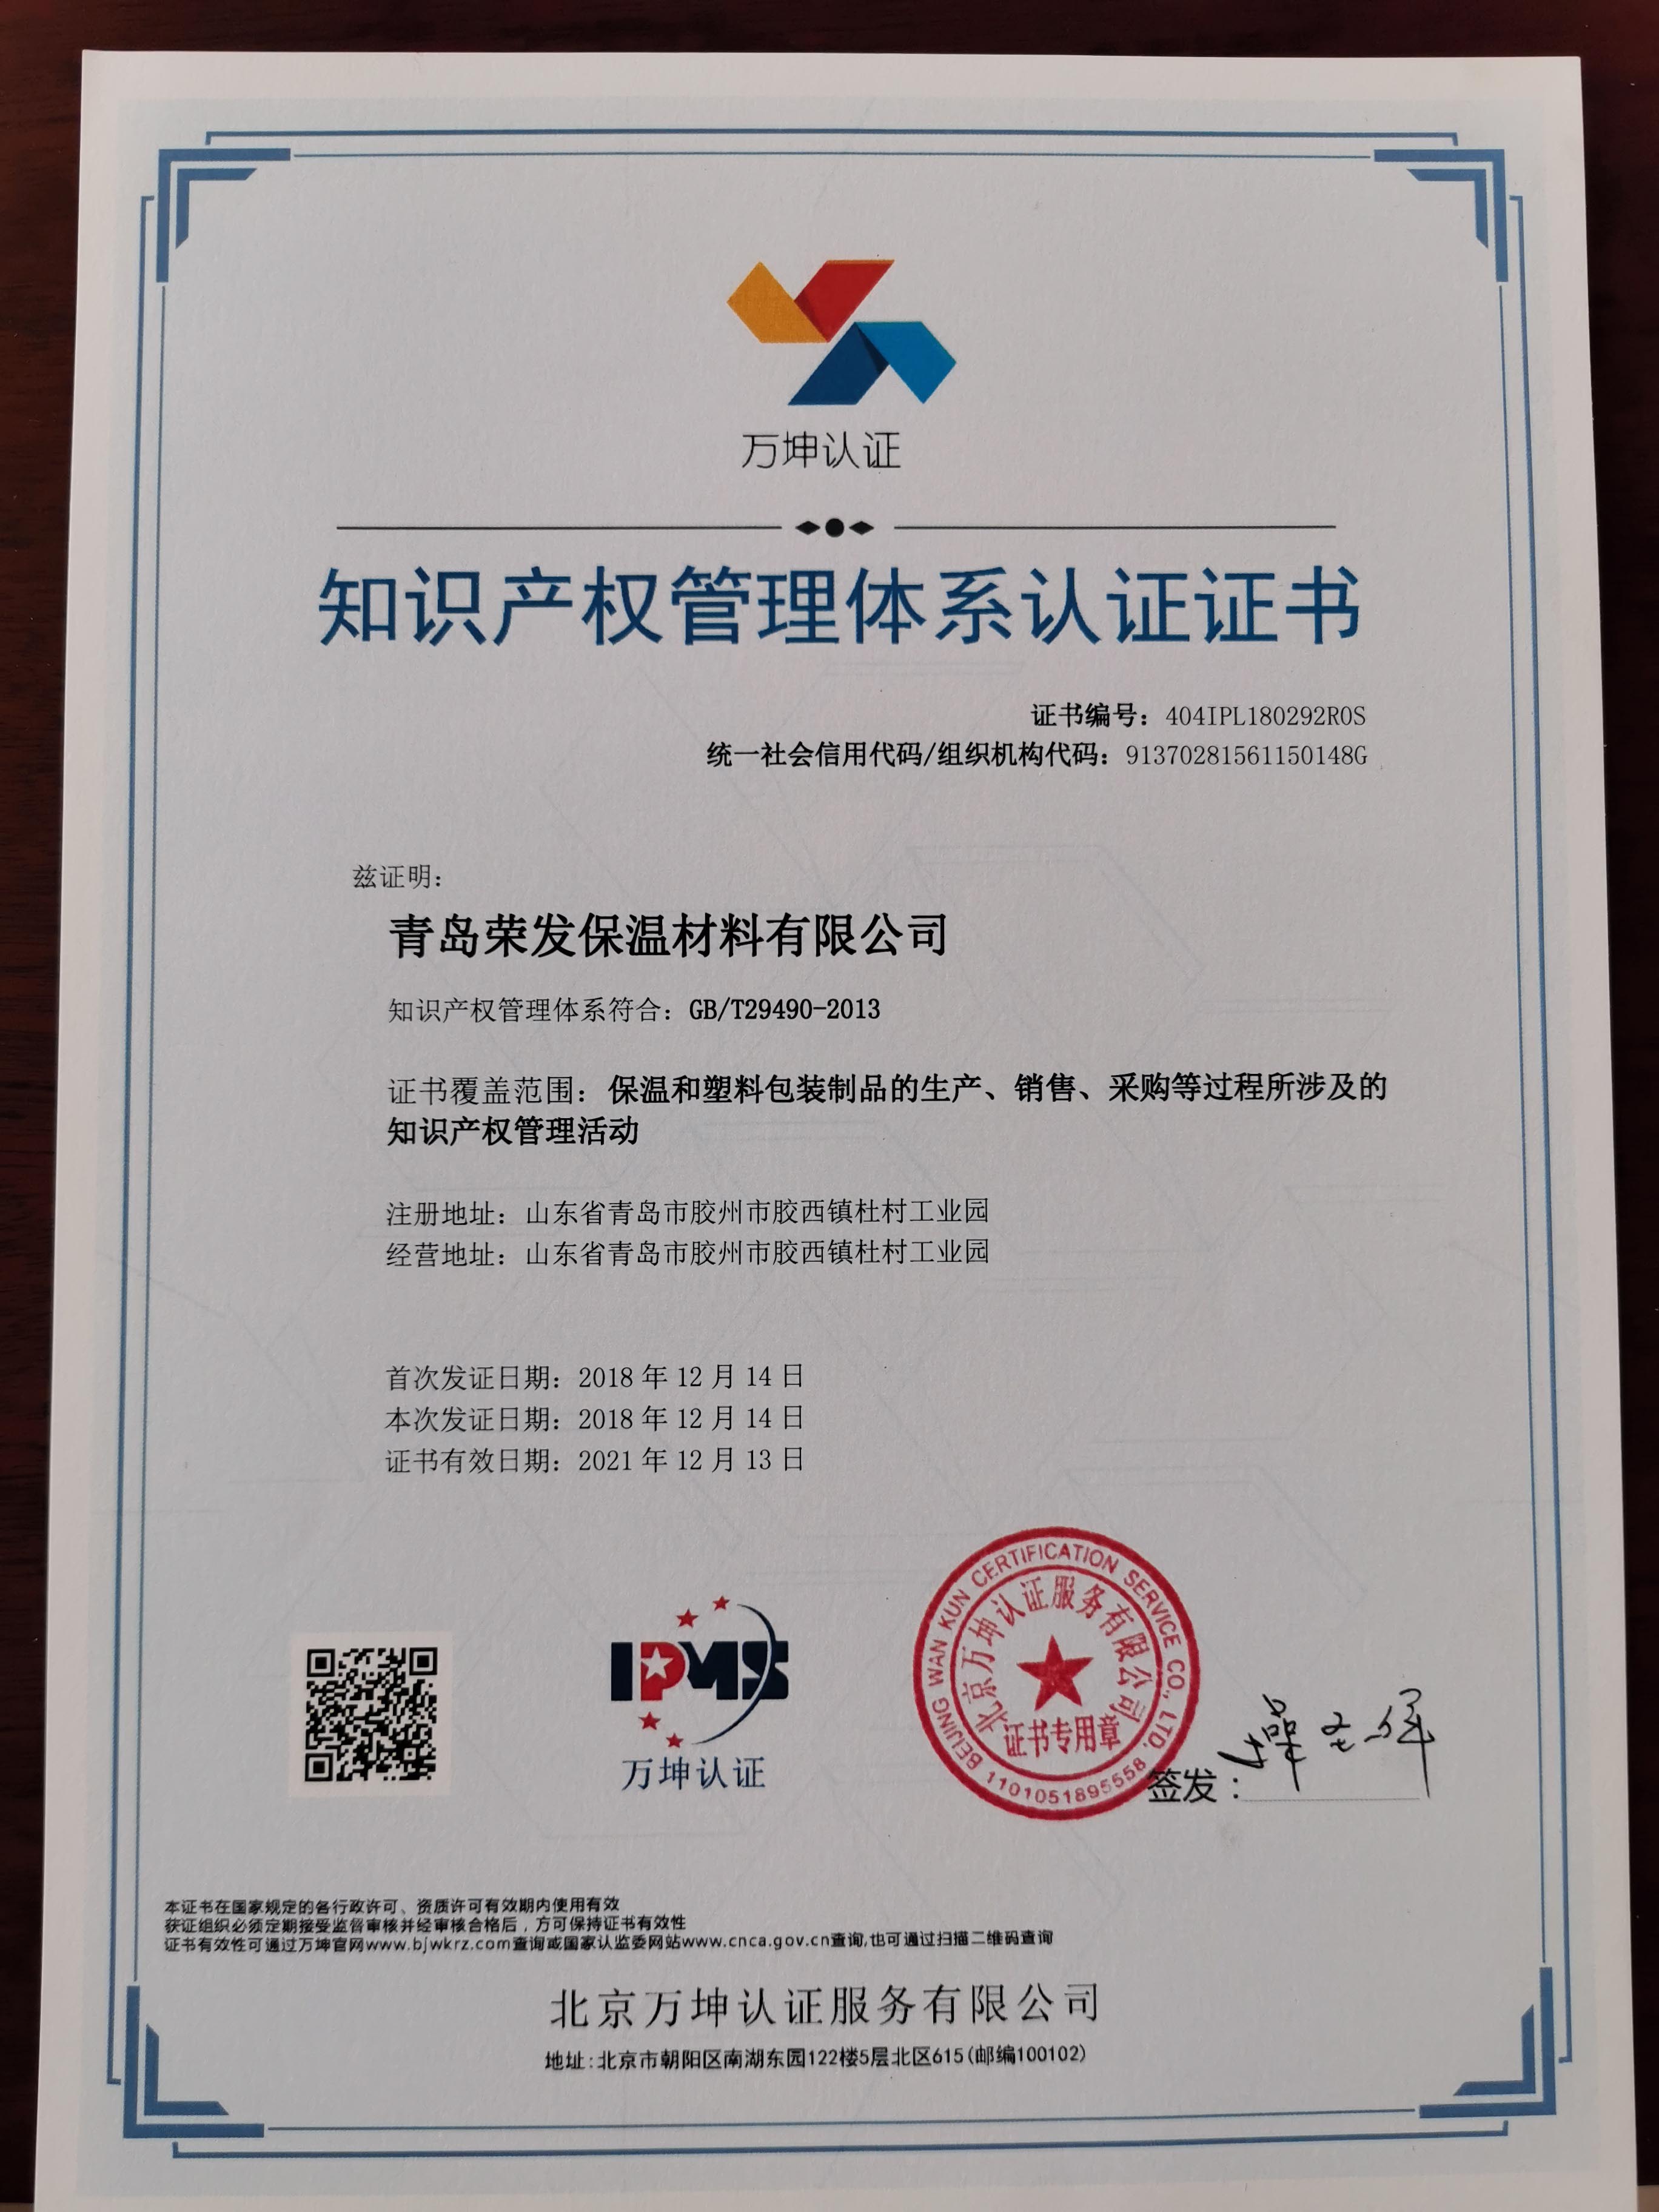 万坤认证
知识产权管理体系认证证书
证书编号：404IPL180292R0S
统一社会信用代码/组织机构代码：91370281561150148G
兹证明：
青岛荣发保温材料有限公司
知识产权管理体系符合：GB/T29490-2013
证书覆盖范围：保温和塑料包装制品的生产、销售、采购等过程所涉及的
知识产权管理活动
注册地址：山东省青岛市胶州市胶西镇杜村工业园
经营地址：山东省青岛市胶州市胶西镇杜村工业园
首次发证日期：2018 年 12 月 14 日
本次发证日期：2018 年 12 月 14 日
证书有效日期：2021 年 12 月 13 日
IPMS
万坤认证
BEIJING WAN KUN CERTIFICATION SERVICE CO., LTD.
北京万坤认证服务有限公司
证书专用章
1101051895558
签发：
本证书在国家规定的各行政许可、资质许可有效期内使用有效
获证组织必须定期接受监督审核并经审核合格后，方可保持证书有效性
证书有效性可通过万坤官网www.bjwkrz.com查询或国家认监委网站www.cnca.gov.cn查询,也可通过扫描二维码查询
北京万坤认证服务有限公司
地址:北京市朝阳区南湖东园122楼5层北区615(邮编100102)